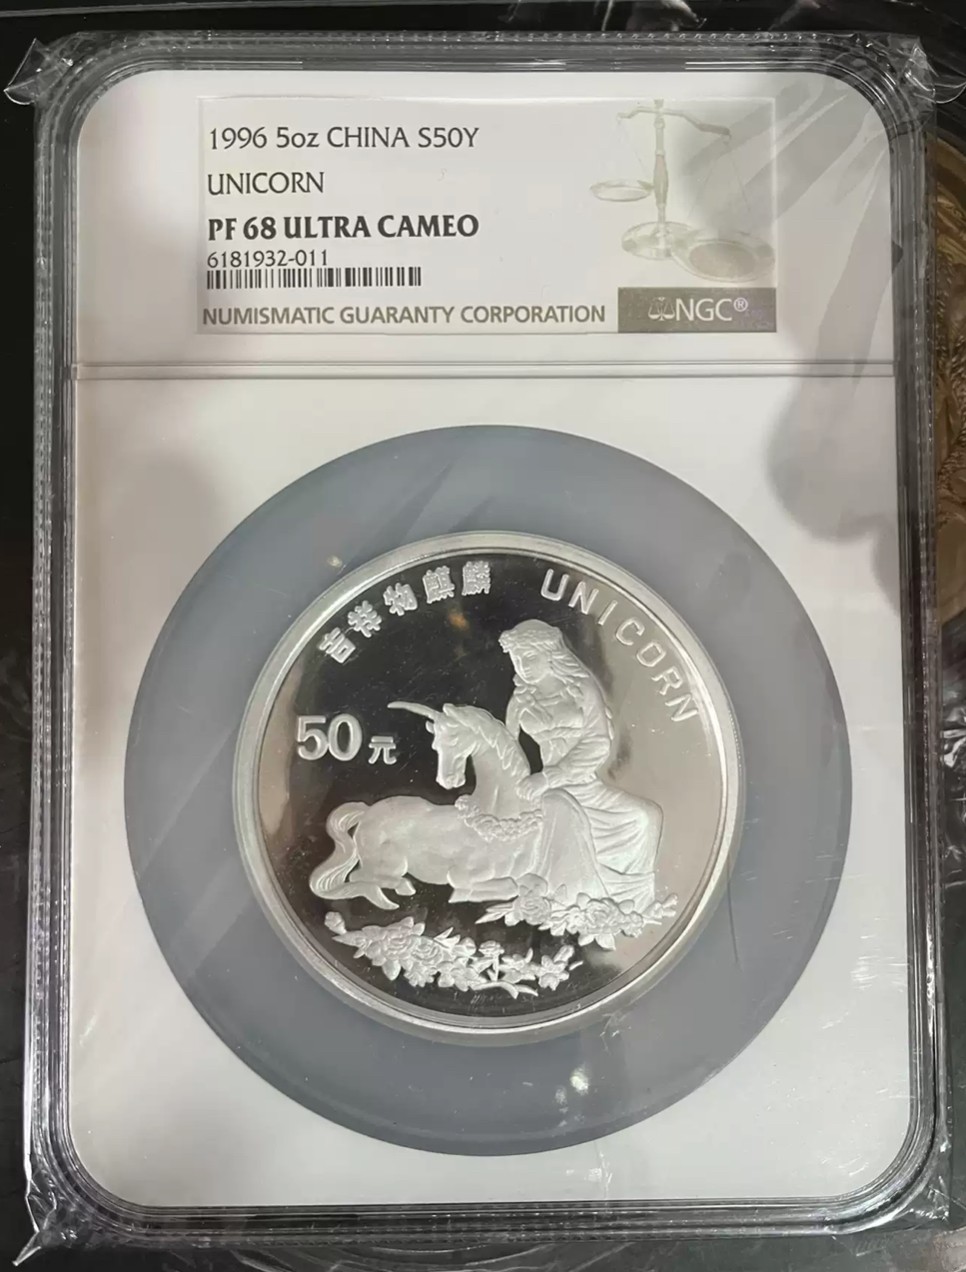 1996 5oz CHINA S50Y
UNICORN
PF 68 ULTRA CAMEO
6181932-011
NUMISMATIC GUARANTY CORPORATION
NGC®
吉祥物麒麟
UNICORN
50元